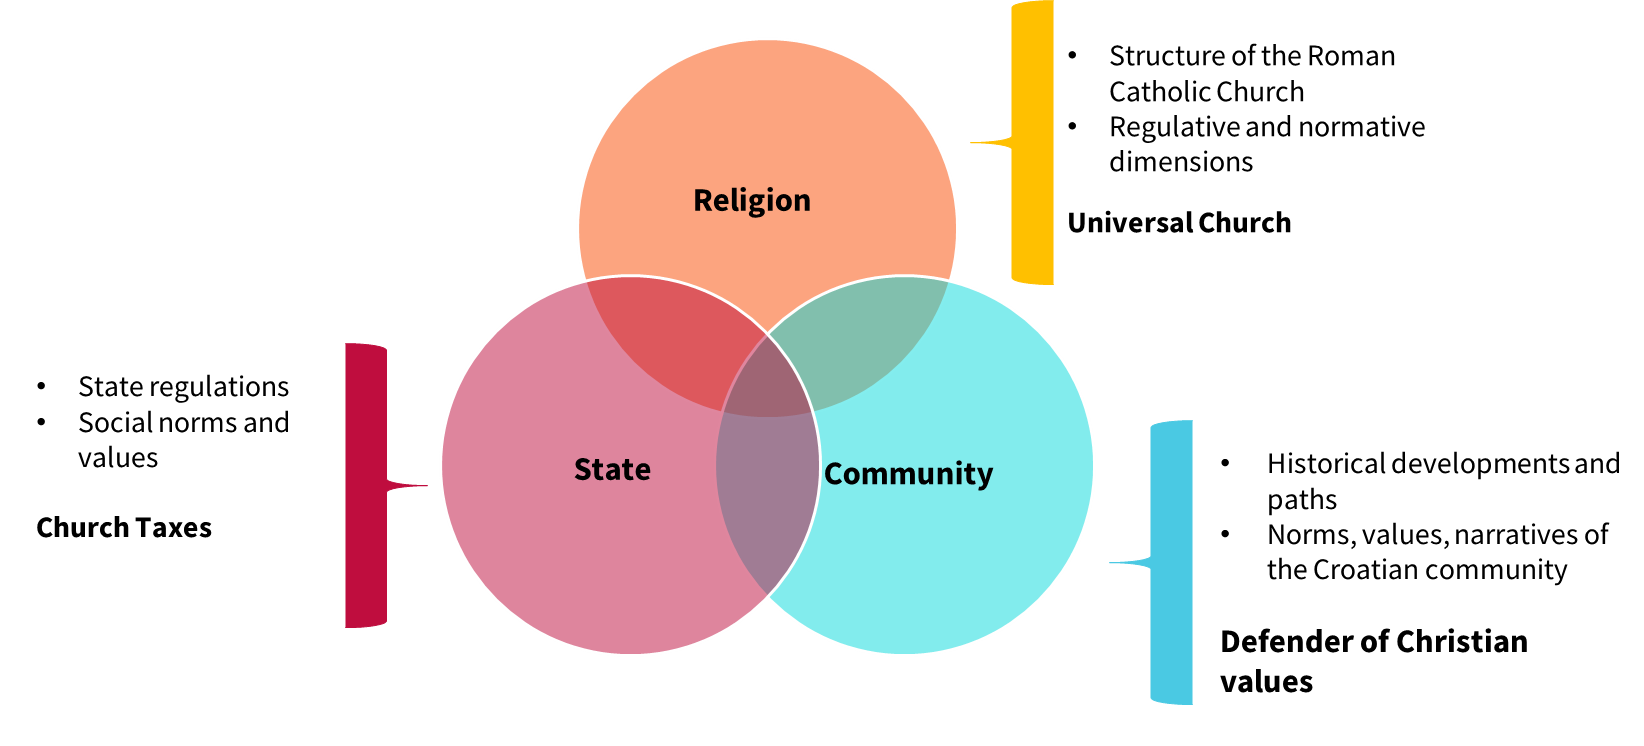 • Structure of the Roman
Catholic Church
• Regulative and normative
dimensions
Universal Church
Religion
• State regulations
• Social norms and
values
Church Taxes
State
Community
• Historical developments and
paths
• Norms, values, narratives of
the Croatian community
Defender of Christian
values